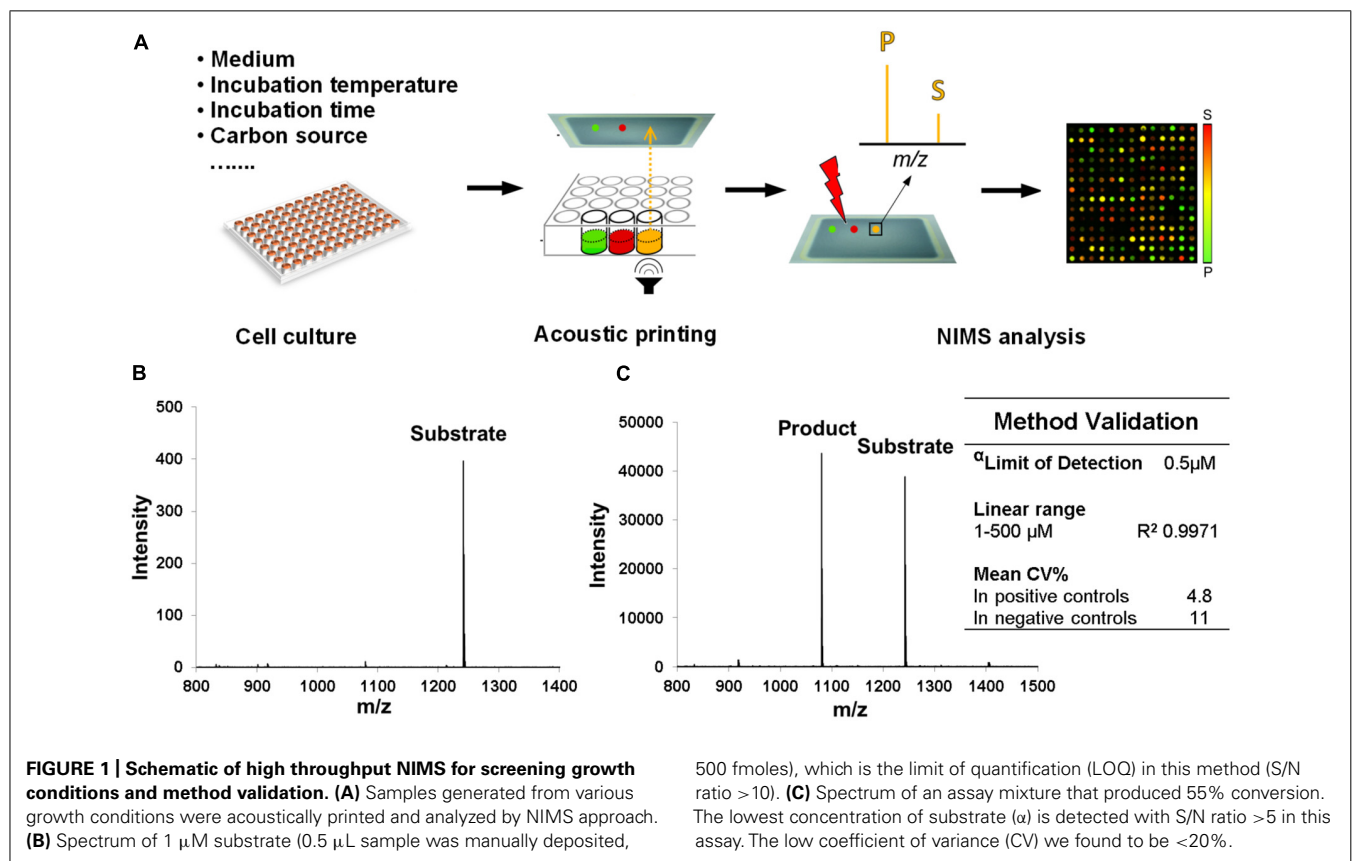 A
• Medium
• Incubation temperature
• Incubation time
• Carbon source
…….
P
S
m/z
S
P
Cell culture
Acoustic printing
NIMS analysis
B
500
400
300
200
100
0
Intensity
Substrate
800 900 1000 1100 1200 1300 1400
m/z
C
50000
40000
30000
20000
10000
0
Intensity
Product
Substrate
800 900 1000 1100 1200 1300 1400 1500
m/z
Method Validation
αLimit of Detection 0.5µM
Linear range
1-500 µM R² 0.9971
Mean CV%
In positive controls 4.8
In negative controls 11
FIGURE 1 | Schematic of high throughput NIMS for screening growth
conditions and method validation. (A) Samples generated from various
growth conditions were acoustically printed and analyzed by NIMS approach.
(B) Spectrum of 1 μM substrate (0.5 μL sample was manually deposited,
500 fmoles), which is the limit of quantification (LOQ) in this method (S/N
ratio >10). (C) Spectrum of an assay mixture that produced 55% conversion.
The lowest concentration of substrate (α) is detected with S/N ratio >5 in this
assay. The low coefficient of variance (CV) we found to be <20%.